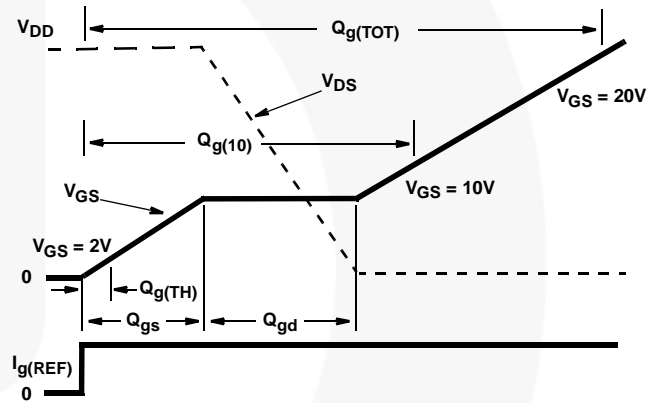 V_DD
Q_g(TOT)
V_DS
V_GS = 20V
Q_g(10)
V_GS
V_GS = 10V
V_GS = 2V
0
Q_g(TH)
Q_gs
Q_gd
I_g(REF)
0